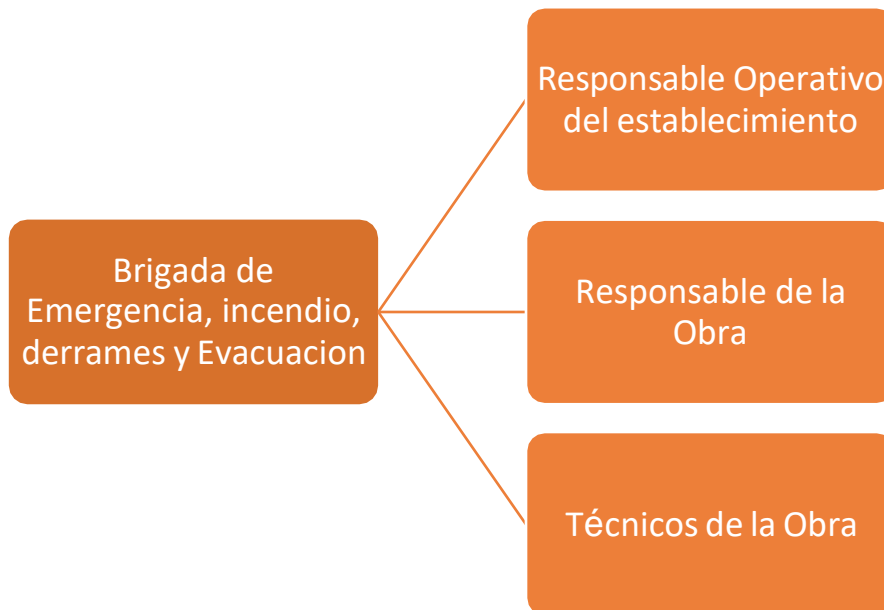 Brigada de
Emergencia, incendio,
derrames y Evacuacion
Responsable Operativo
del establecimiento
Responsable de la
Obra
Técnicos de la Obra